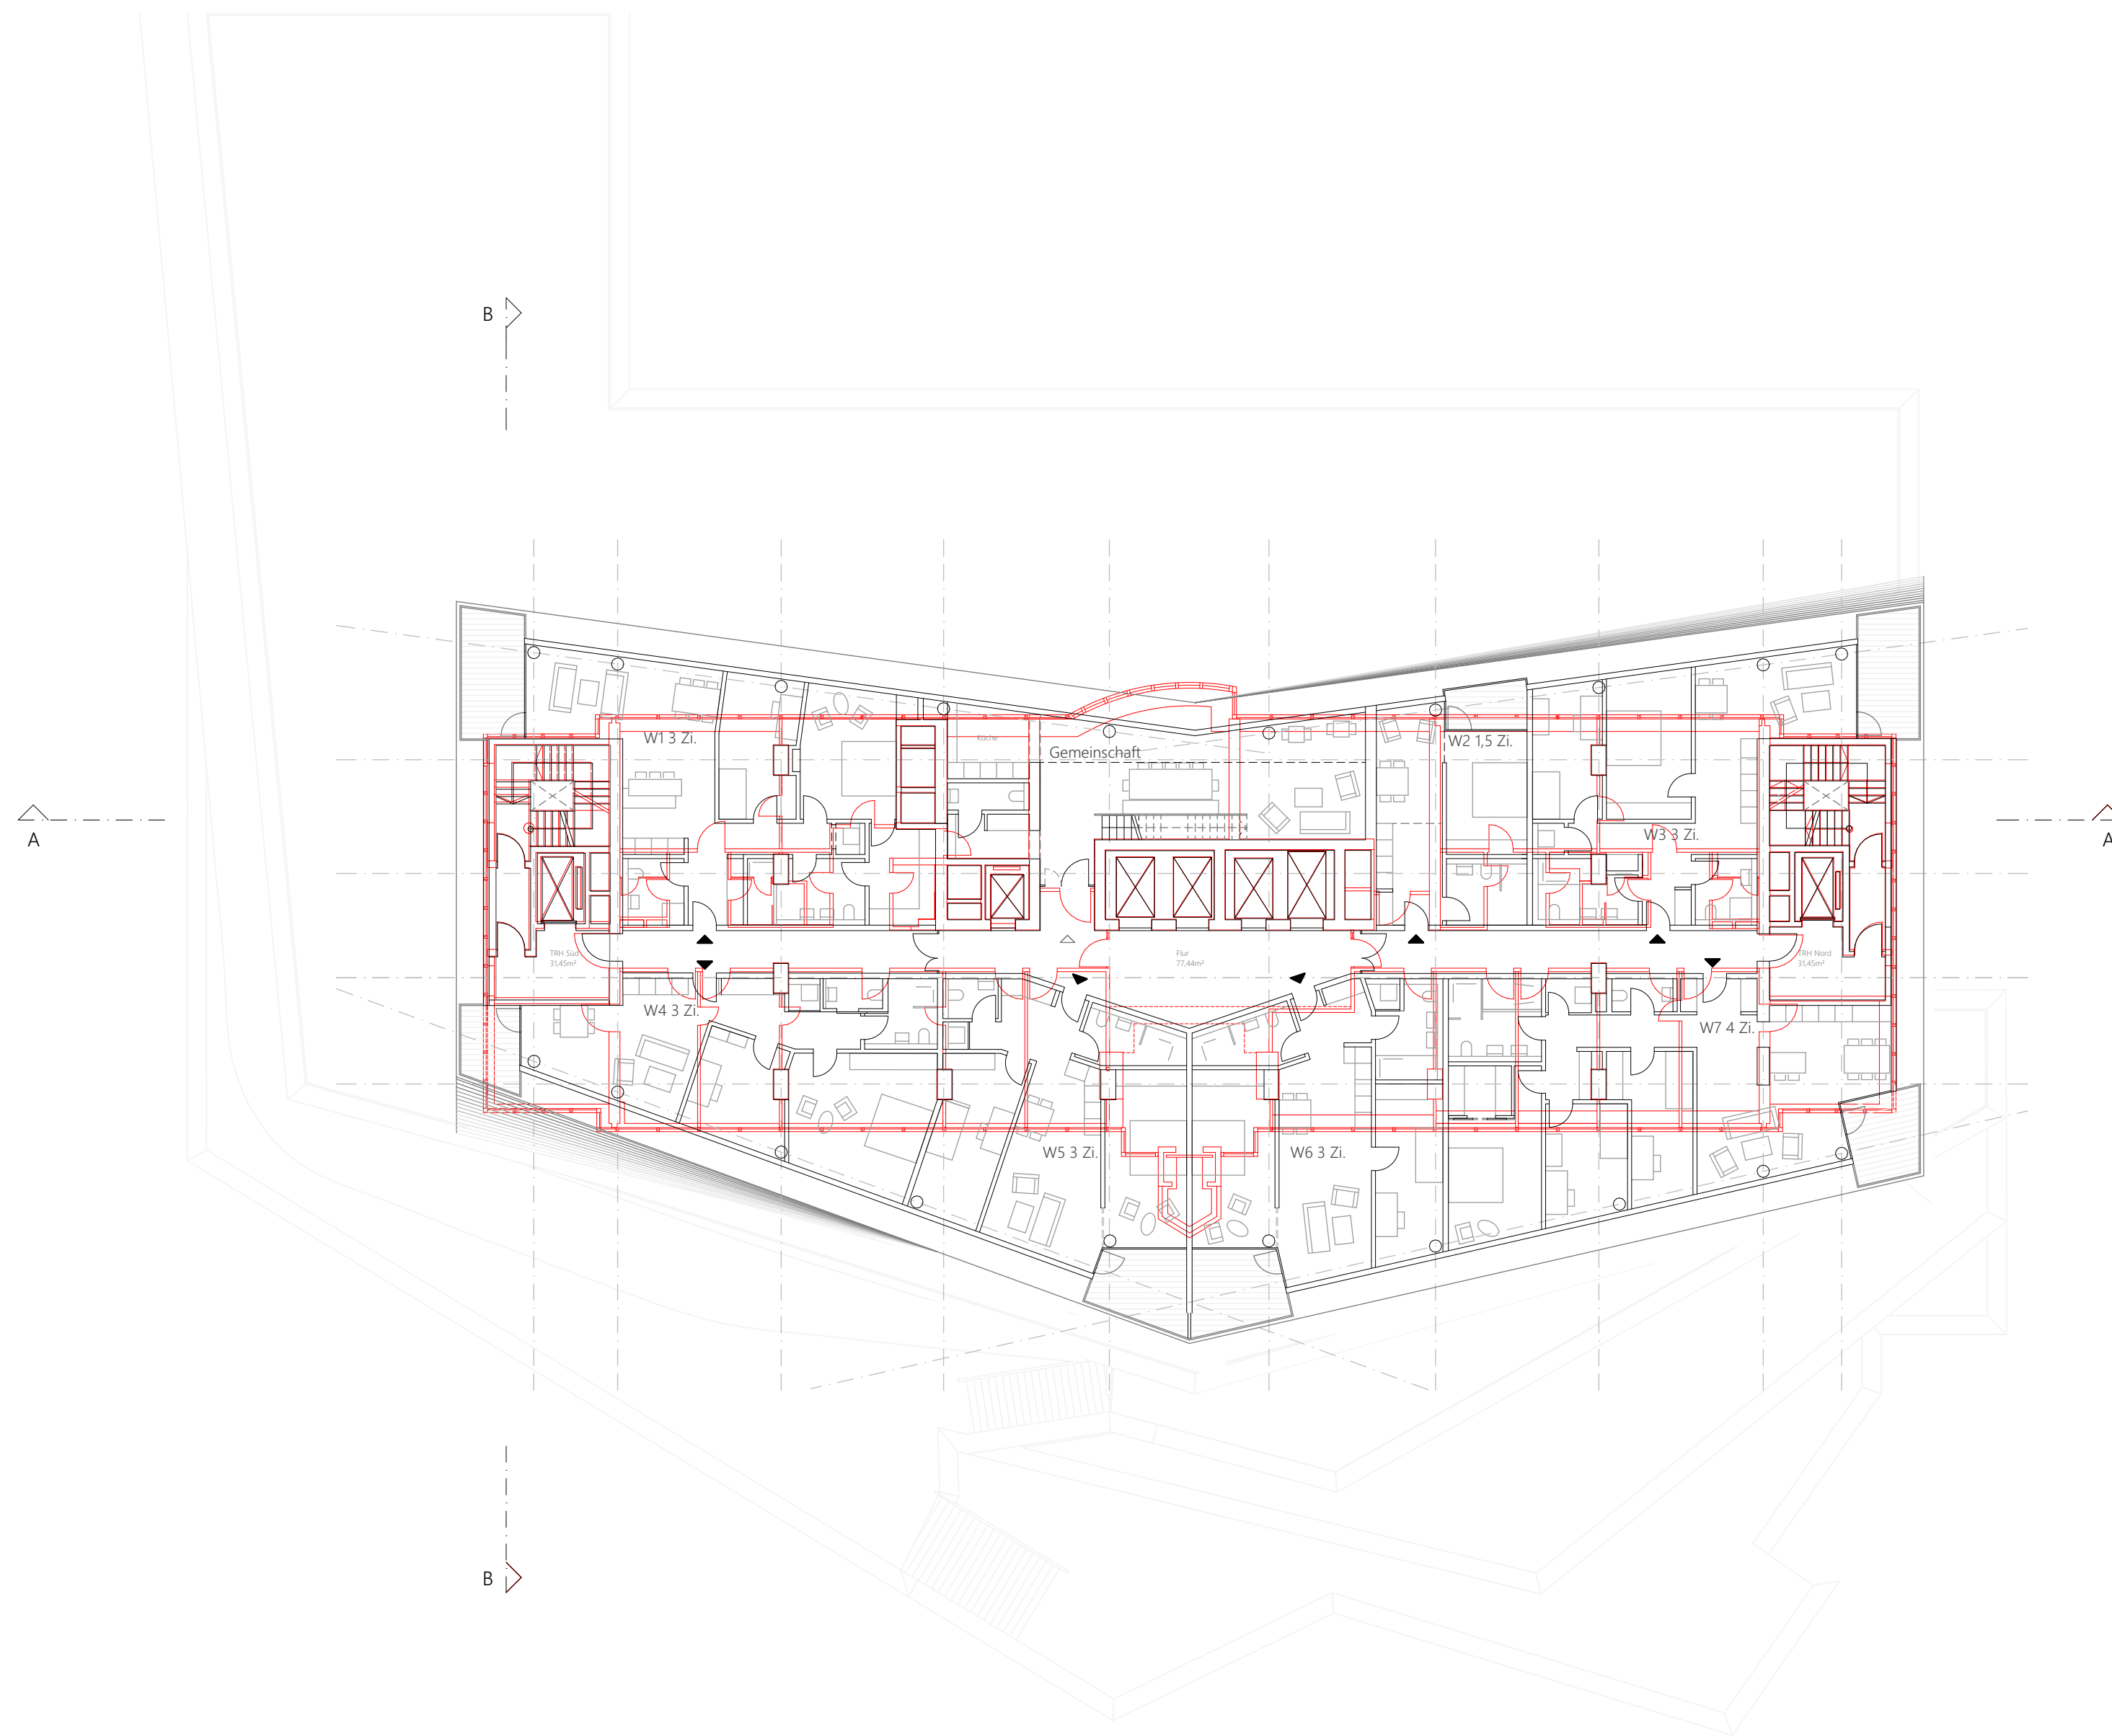 B
Küche
W1 3 Zi.
Gemeinschaft
W2 1,5 Zi.
W3 3 Zi.
A
A
TRH Süd
31,45m²
Flur
77,44m²
TRH Nord
31,45m²
W4 3 Zi.
W7 4 Zi.
W5 3 Zi.
W6 3 Zi.
B